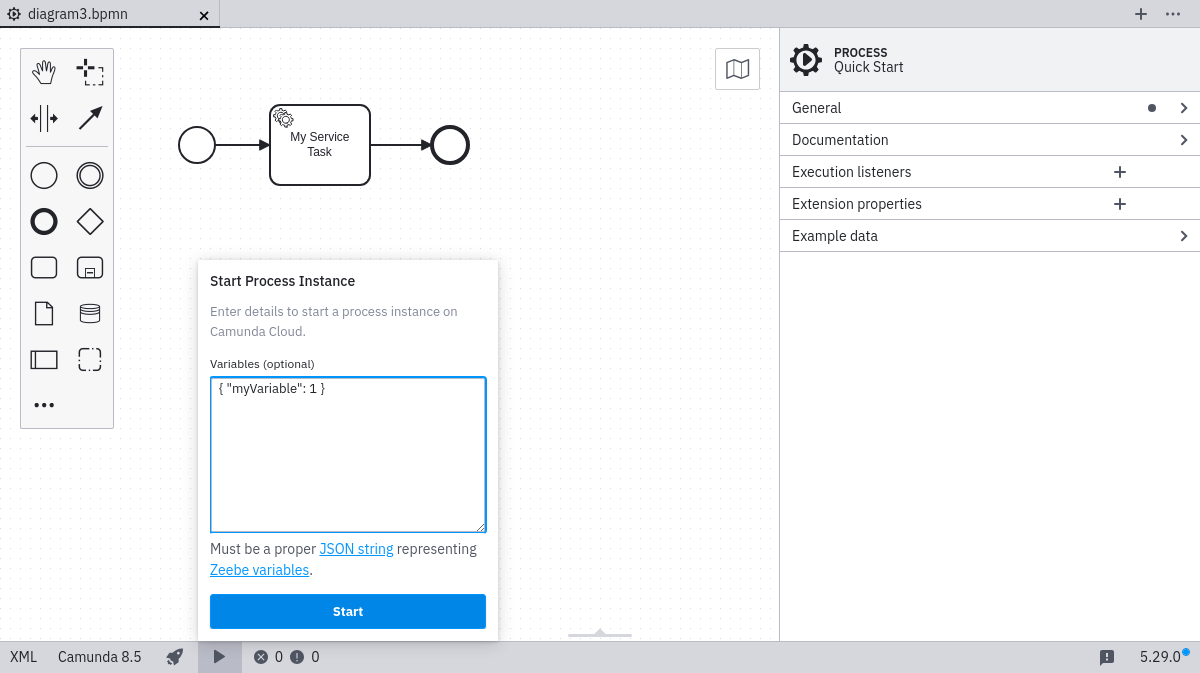 diagram3.bpmn
PROCESS
Quick Start
General
Documentation
Execution listeners
Extension properties
Example data
My Service
Task
Start Process Instance
Enter details to start a process instance on
Camunda Cloud.
Variables (optional)
{ "myVariable": 1 }
Must be a proper JSON string representing
Zeebe variables.
Start
XML Camunda 8.5 0 0 5.29.0